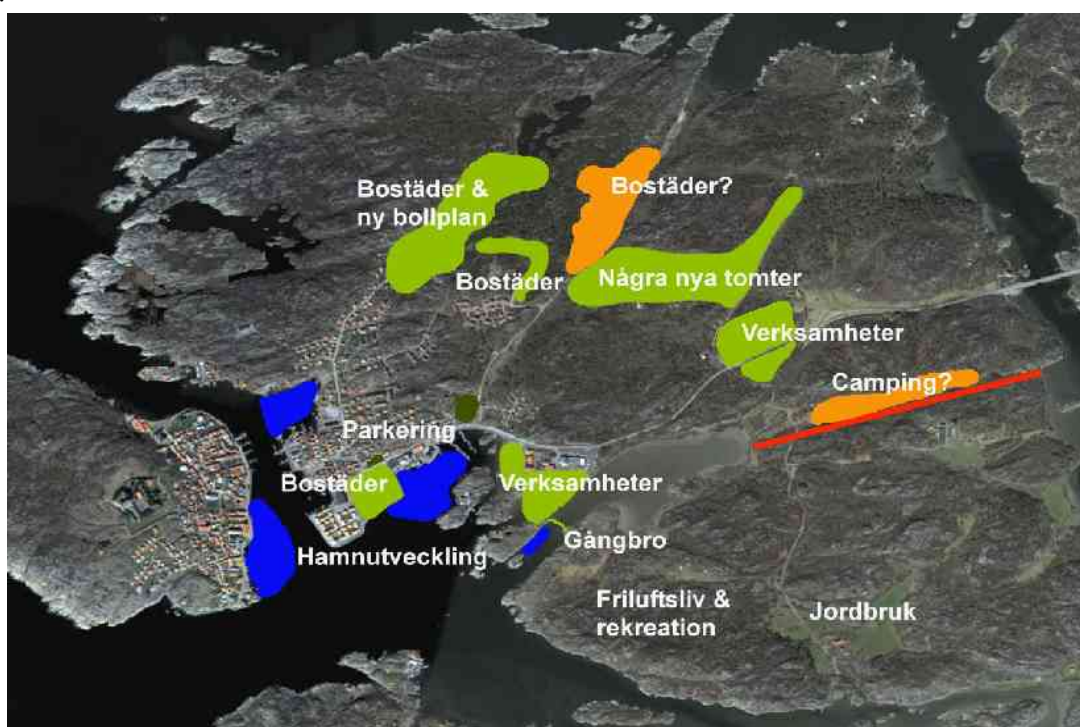 Bostäder &
ny bollplan
Bostäder?
Bostäder
Några nya tomter
Verksamheter
Camping?
Parkering
Bostäder
Verksamheter
Hamnutveckling
Gångbro
Friluftsliv &
rekreation
Jordbruk